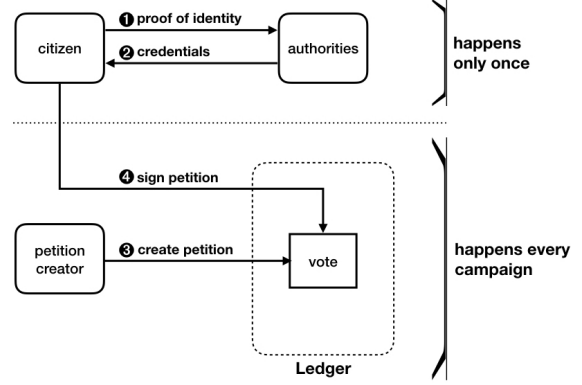 ❶ proof of identity
citizen
authorities
❷ credentials
happens
only once
❹ sign petition
petition
creator
❸ create petition
vote
happens every
campaign
Ledger